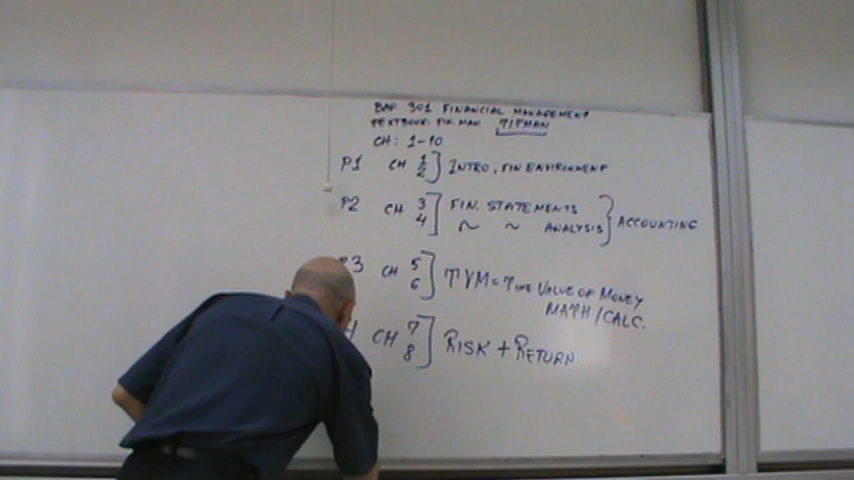 BAF 301 FINANCIAL MANAGEMENT
TEXTBOOK: FIN. MAN TITMAN
CH: 1-10
P1 CH 1 2 ] INTRO, FIN ENVIRONMENT
P2 CH 3 4 ] FIN. STATEMENTS
~ ~ ANALYSIS } ACCOUNTING
P3 CH 5 6 ] TVM = TIME VALUE OF MONEY
MATH/CALC.
CH 7 8 ] RISK + RETURN